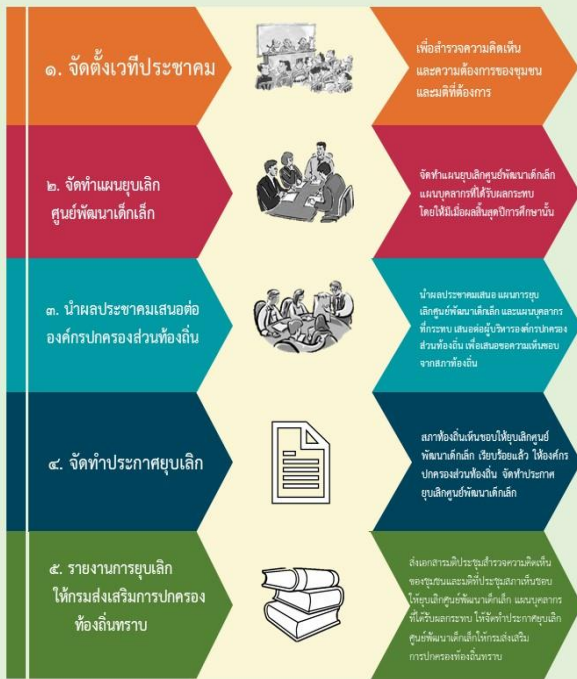 ๑. จัดตั้งเวทีประชาคม
เพื่อสำรวจความคิดเห็น
และความต้องการของชุมชน
และมติที่ต้องการ
๒. จัดทำแผนยุบเลิก
ศูนย์พัฒนาเด็กเล็ก
จัดทำแผนยุบเลิกศูนย์พัฒนาเด็กเล็ก
แผนบุคลากรที่ได้รับผลกระทบ
โดยให้มีเมื่อผลสิ้นสุดปีการศึกษานั้น
๓. นำผลประชาคมเสนอต่อ
องค์กรปกครองส่วนท้องถิ่น
นำผลประชาคมเสนอ แผนการยุบ
เลิกศูนย์พัฒนาเด็กเล็ก และแผนบุคลากร
ที่กระทบ เสนอต่อผู้บริหารองค์กรปกครอง
ส่วนท้องถิ่น เพื่อเสนอขอความเห็นชอบ
จากสภาท้องถิ่น
๔. จัดทำประกาศยุบเลิก
สภาท้องถิ่นเห็นชอบให้ยุบเลิกศูนย์
พัฒนาเด็กเล็ก เรียบร้อยแล้ว ให้องค์กร
ปกครองส่วนท้องถิ่น จัดทำประกาศ
ยุบเลิกศูนย์พัฒนาเด็กเล็ก
๕. รายงานการยุบเลิก
ให้กรมส่งเสริมการปกครอง
ท้องถิ่นทราบ
ส่งเอกสารมติประชุมสำรวจความคิดเห็น
ของชุมชนและมติที่ประชุมสภาเห็นชอบ
ให้ยุบเลิกศูนย์พัฒนาเด็กเล็ก แผนบุคลากร
ที่ได้รับผลกระทบ ให้จัดทำประกาศยุบเลิก
ศูนย์พัฒนาเด็กเล็กให้กรมส่งเสริม
การปกครองท้องถิ่นทราบ